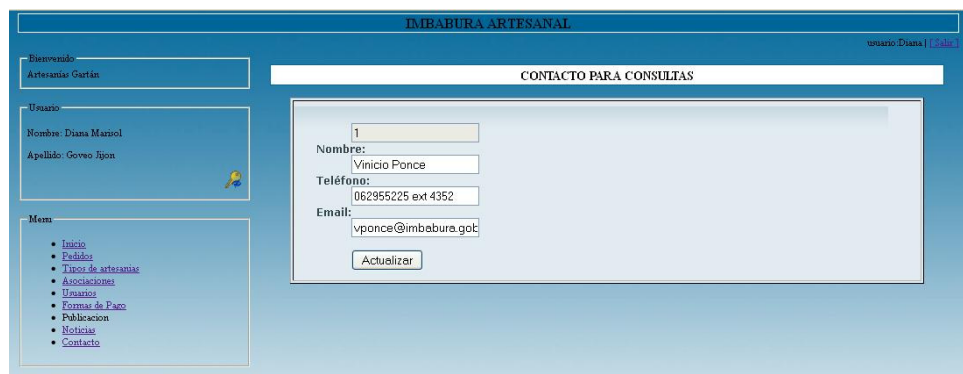 IMBABURA ARTESANAL
usuario:Diana | [ Salir ]
Bienvenido
Artesanias Gartán
CONTACTO PARA CONSULTAS
Usuario
Nombre: Diana Marisol
Apellido: Goveo Jijon
1
Nombre:
Vinicio Ponce
Teléfono:
062955225 ext 4352
Email:
vponce@imbabura.gob
Actualizar
Menu
Inicio
Pedidos
Tipos de artesanias
Asociaciones
Usuarios
Formas de Pago
Publicacion
Noticias
Contacto